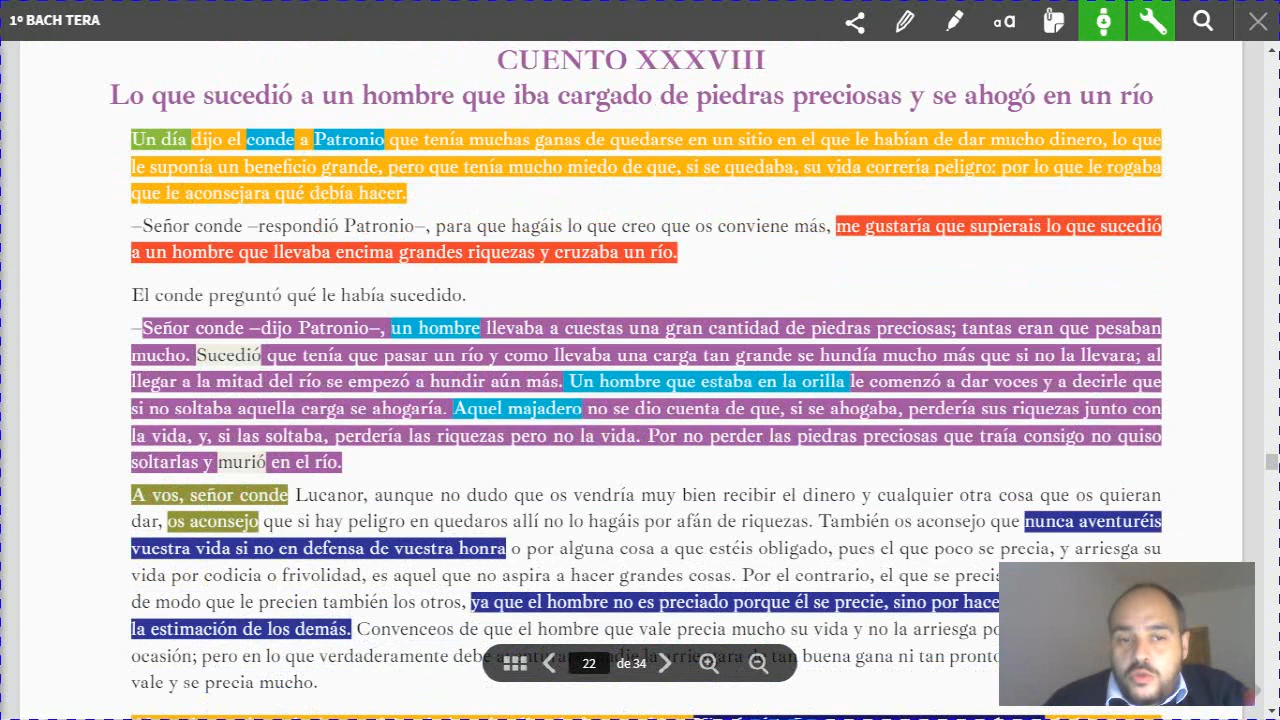 1º BACH TERA
aa
CUENTO XXXVIII
Lo que sucedió a un hombre que iba cargado de piedras preciosas y se ahogó en un río
Un día dijo el conde a Patronio que tenía muchas ganas de quedarse en un sitio en el que le habían de dar mucho dinero, lo que
le suponía un beneficio grande, pero que tenía mucho miedo de que, si se quedaba, su vida correría peligro: por lo que le rogaba
que le aconsejara qué debía hacer.
–Señor conde –respondió Patronio–, para que hagáis lo que creo que os conviene más, me gustaría que supierais lo que sucedió
a un hombre que llevaba encima grandes riquezas y cruzaba un río.
El conde preguntó qué le había sucedido.
–Señor conde –dijo Patronio–, un hombre llevaba a cuestas una gran cantidad de piedras preciosas; tantas eran que pesaban
mucho. Sucedió que tenía que pasar un río y como llevaba una carga tan grande se hundía mucho más que si no la llevara; al
llegar a la mitad del río se empezó a hundir aún más. Un hombre que estaba en la orilla le comenzó a dar voces y a decirle que
si no soltaba aquella carga se ahogaría. Aquel majadero no se dio cuenta de que, si se ahogaba, perdería sus riquezas junto con
la vida, y, si las soltaba, perdería las riquezas pero no la vida. Por no perder las piedras preciosas que traía consigo no quiso
soltarlas y murió en el río.
A vos, señor conde Lucanor, aunque no dudo que os vendría muy bien recibir el dinero y cualquier otra cosa que os quieran
dar, os aconsejo que si hay peligro en quedaros allí no lo hagáis por afán de riquezas. También os aconsejo que nunca aventuréis
vuestra vida si no en defensa de vuestra honra o por alguna cosa a que estéis obligado, pues el que poco se precia, y arriesga su
vida por codicia o frivolidad, es aquel que no aspira a hacer grandes cosas. Por el contrario, el que se precia
de modo que le precien también los otros, ya que el hombre no es preciado porque él se precie, sino por hace
la estimación de los demás. Convenceos de que el hombre que vale precia mucho su vida y no la arriesga po
ocasión; pero en lo que verdaderamente debe tan buena gana ni tan pronto
vale y se precia mucho.
22 de 34